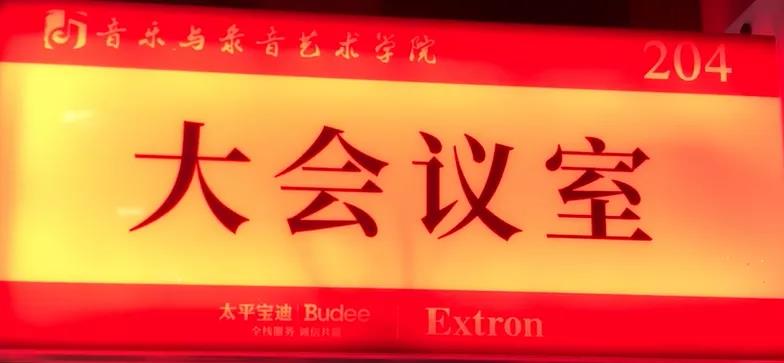 音乐与录音艺术学院 204
大会议室
太平宝迪 Budee Extron
全栈服务 诚信共赢